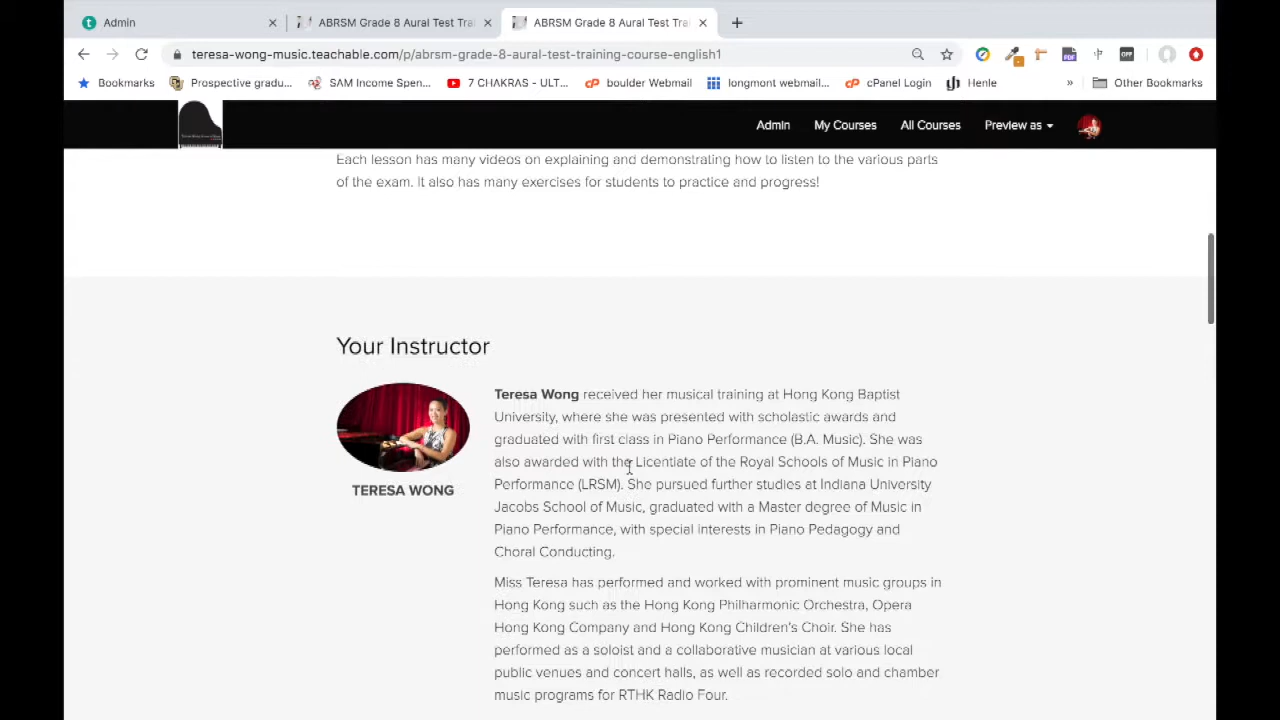 Admin
ABRSM Grade 8 Aural Test Trai
ABRSM Grade 8 Aural Test Trai
teresa-wong-music.teachable.com/p/abrsm-grade-8-aural-test-training-course-english1
Bookmarks
Prospective gradu...
SAM Income Spen...
7 CHAKRAS - ULT...
boulder Webmail
longmont webmail...
cPanel Login
Henle
» Other Bookmarks
Admin
My Courses
All Courses
Preview as
Each lesson has many videos on explaining and demonstrating how to listen to the various parts
of the exam. It also has many exercises for students to practice and progress!
Your Instructor
TERESA WONG
Teresa Wong received her musical training at Hong Kong Baptist
University, where she was presented with scholastic awards and
graduated with first class in Piano Performance (B.A. Music). She was
also awarded with the Licentiate of the Royal Schools of Music in Piano
Performance (LRSM). She pursued further studies at Indiana University
Jacobs School of Music, graduated with a Master degree of Music in
Piano Performance, with special interests in Piano Pedagogy and
Choral Conducting.
Miss Teresa has performed and worked with prominent music groups in
Hong Kong such as the Hong Kong Philharmonic Orchestra, Opera
Hong Kong Company and Hong Kong Children's Choir. She has
performed as a soloist and a collaborative musician at various local
public venues and concert halls, as well as recorded solo and chamber
music programs for RTHK Radio Four.